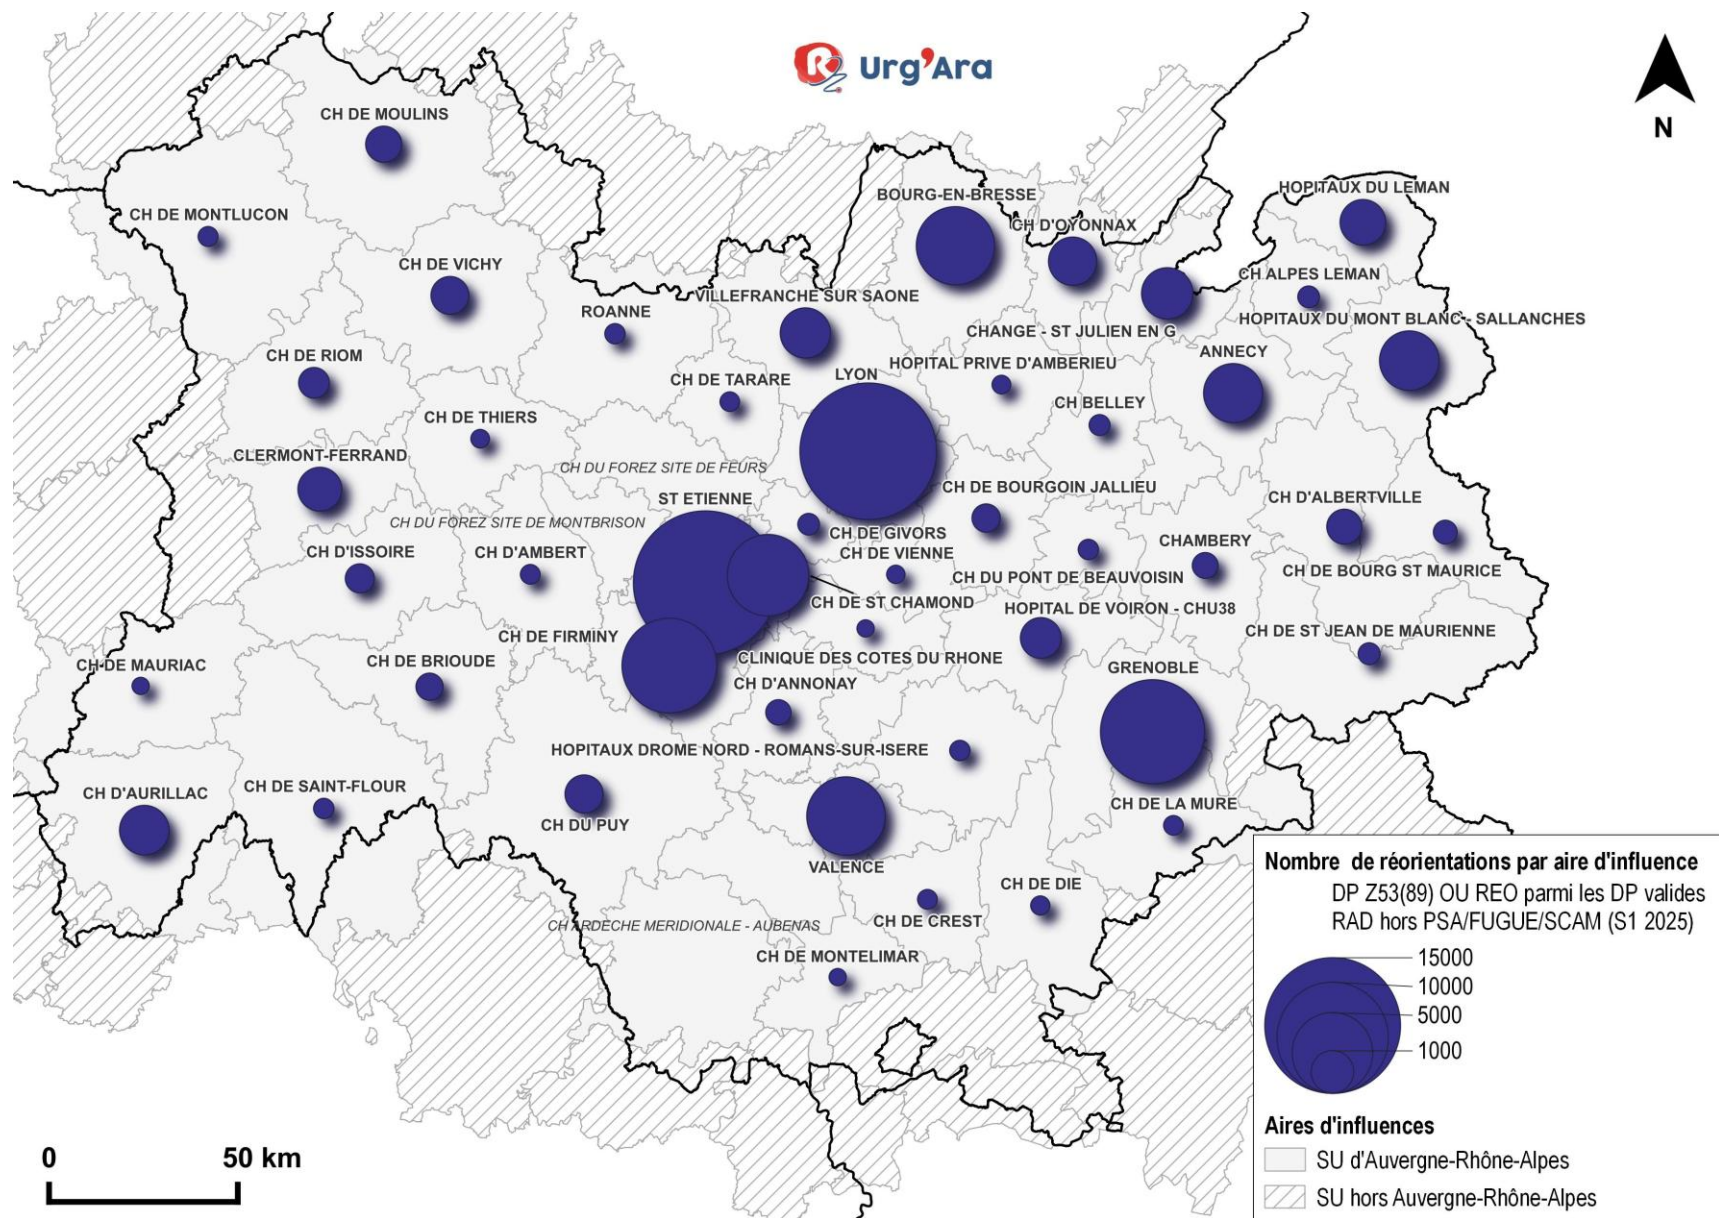 R Urg'Ara
N
CH DE MOULINS
HOPITAUX DU LEMAN
BOURG-EN-BRESSE
CH DE MONTLUCON
CH D'OYONNAX
CH DE VICHY
CH ALPES LEMAN
VILLEFRANCHE SUR SAONE
ROANNE
HOPITAUX DU MONT BLANC - SALLANCHES
CHANGE - ST JULIEN EN G
CH DE RIOM
ANNECY
HOPITAL PRIVE D'AMBERIEU
LYON
CH DE TARARE
CH BELLEY
CH DE THIERS
CLERMONT-FERRAND
CH DU FOREZ SITE DE FEURS
CH DE BOURGOIN JALLIEU
ST ETIENNE
CH D'ALBERTVILLE
CH DU FOREZ SITE DE MONTBRISON
CH DE GIVORS
CHAMBERY
CH D'ISSOIRE
CH D'AMBERT
CH DE VIENNE
CH DE BOURG ST MAURICE
CH DU PONT DE BEAUVOISIN
CH DE ST CHAMOND
HOPITAL DE VOIRON - CHU38
CH DE ST JEAN DE MAURIENNE
CH DE FIRMINY
CLINIQUE DES COTES DU RHONE
CH DE MAURIAC
CH DE BRIOUDE
GRENOBLE
CH D'ANNONAY
HOPITAUX DROME NORD - ROMANS-SUR-ISERE
CH D'AURILLAC
CH DE SAINT-FLOUR
CH DE LA MURE
CH DU PUY
VALENCE
CH DE DIE
CH DE CREST
CH ARDECHE MERIDIONALE - AUBENAS
CH DE MONTELIMAR
Nombre de réorientations par aire d'influence
DP Z53(89) OU REO parmi les DP valides
RAD hors PSA/FUGUE/SCAM (S1 2025)
15000
10000
5000
1000
Aires d'influences
SU d'Auvergne-Rhône-Alpes
SU hors Auvergne-Rhône-Alpes
0 50 km